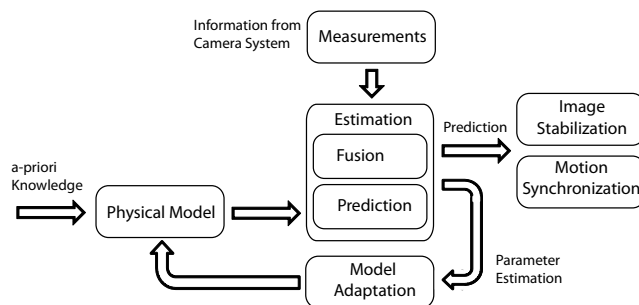 Information from
Camera System
Measurements
Estimation
Fusion
Prediction
Prediction
Image
Stabilization
Motion
Synchronization
a-priori
Knowledge
Physical Model
Model
Adaptation
Parameter
Estimation